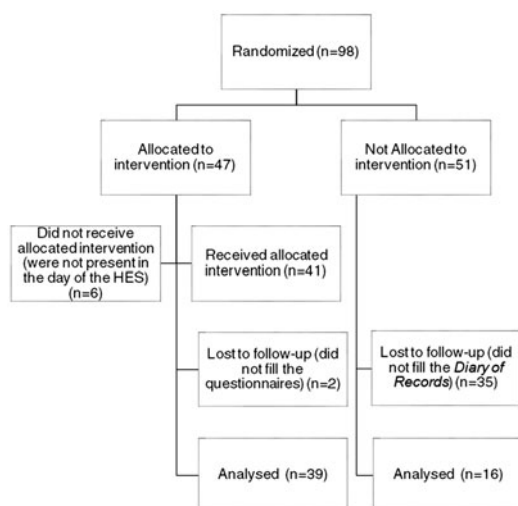 Randomized (n=98)
Allocated to
intervention (n=47)
Not Allocated to
intervention (n=51)
Did not receive
allocated intervention
(were not present in
the day of the HES)
(n=6)
Received allocated
intervention (n=41)
Lost to follow-up (did
not fill the
questionnaires) (n=2)
Lost to follow-up (did
not fill the Diary of
Records) (n=35)
Analysed (n=39)
Analysed (n=16)